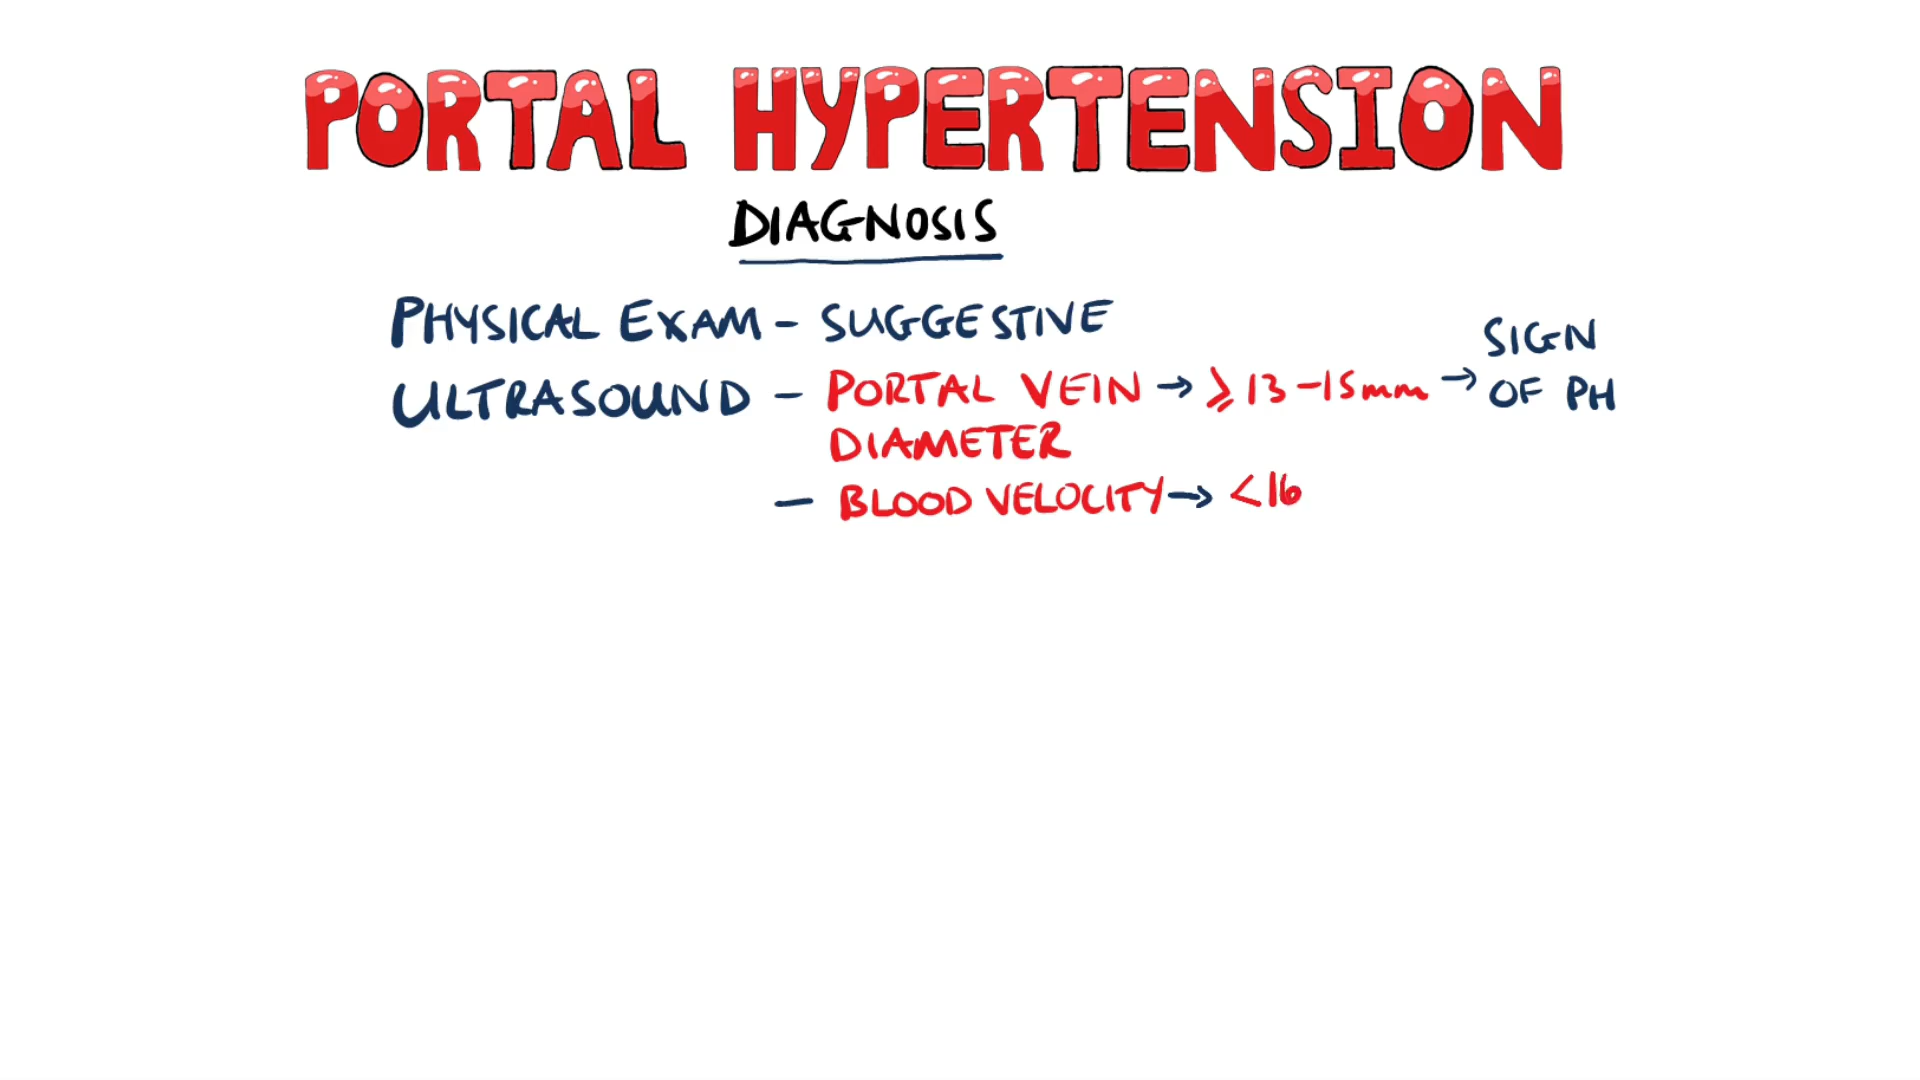 PORTAL HYPERTENSION
DIAGNOSIS
PHYSICAL EXAM - SUGGESTIVE
ULTRASOUND - PORTAL VEIN → ≥ 13-15mm → SIGN OF PH
DIAMETER
- BLOOD VELOCITY → <16